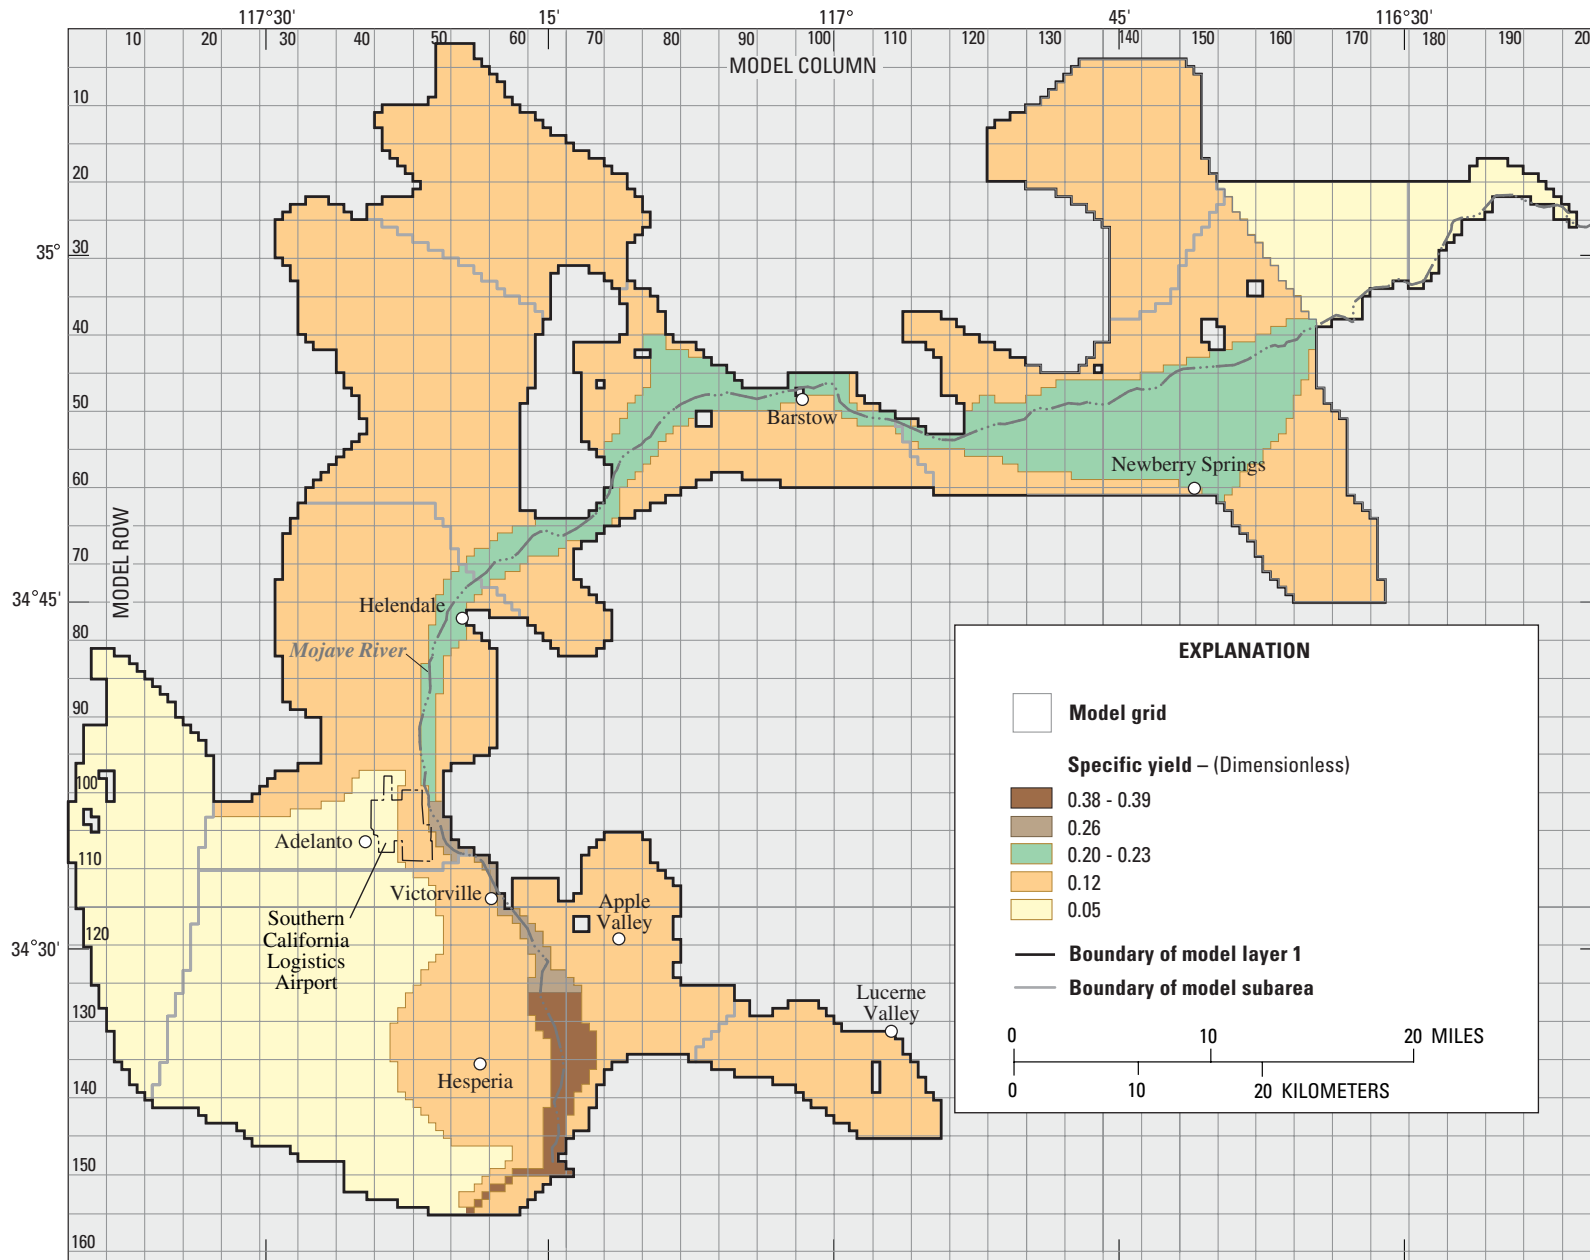 117°30' 15' 117° 45' 116°30'
10 20 30 40 50 60 70 80 90 100 110 120 130 140 150 160 170 180 190 20
MODEL COLUMN
10
20
35° 30
40
50
60
70
34°45'
80
90
100
110
120
34°30'
130
140
150
160
MODEL ROW
Barstow
Newberry Springs
Helendale
Mojave River
Adelanto
Victorville
Apple
Valley
Southern
California
Logistics
Airport
Lucerne
Valley
Hesperia
EXPLANATION
Model grid
Specific yield – (Dimensionless)
0.38 - 0.39
0.26
0.20 - 0.23
0.12
0.05
Boundary of model layer 1
Boundary of model subarea
0 10 20 MILES
0 10 20 KILOMETERS